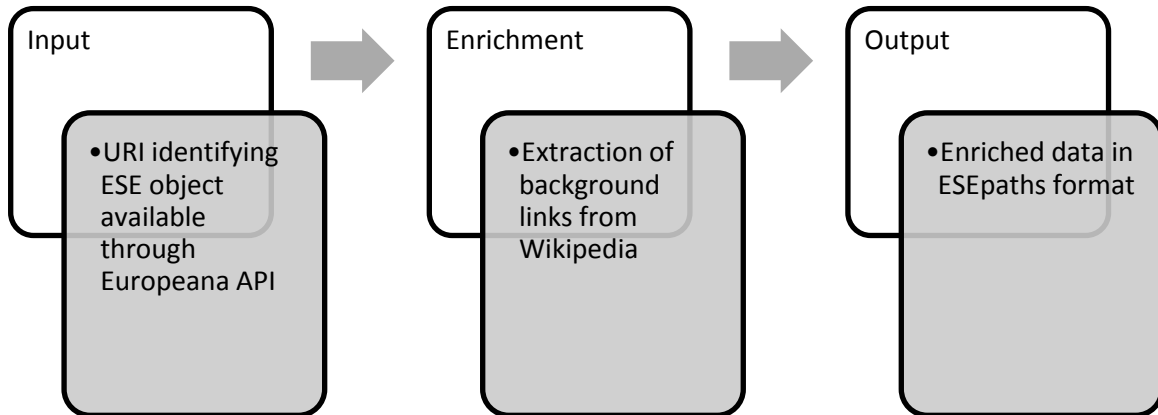 Input
•URI identifying
ESE object
available
through
Europeana API
Enrichment
•Extraction of
background
links from
Wikipedia
Output
•Enriched data in
ESEpaths format